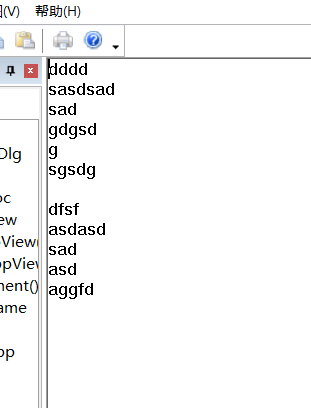 (V) 帮助(H)
dddd
sasdsad
sad
gdgsd
g
sgsdg
dfsf
asdasd
sad
asd
aggfd
Dlg
oc
ew
pView(
opView
ment()
ame
op